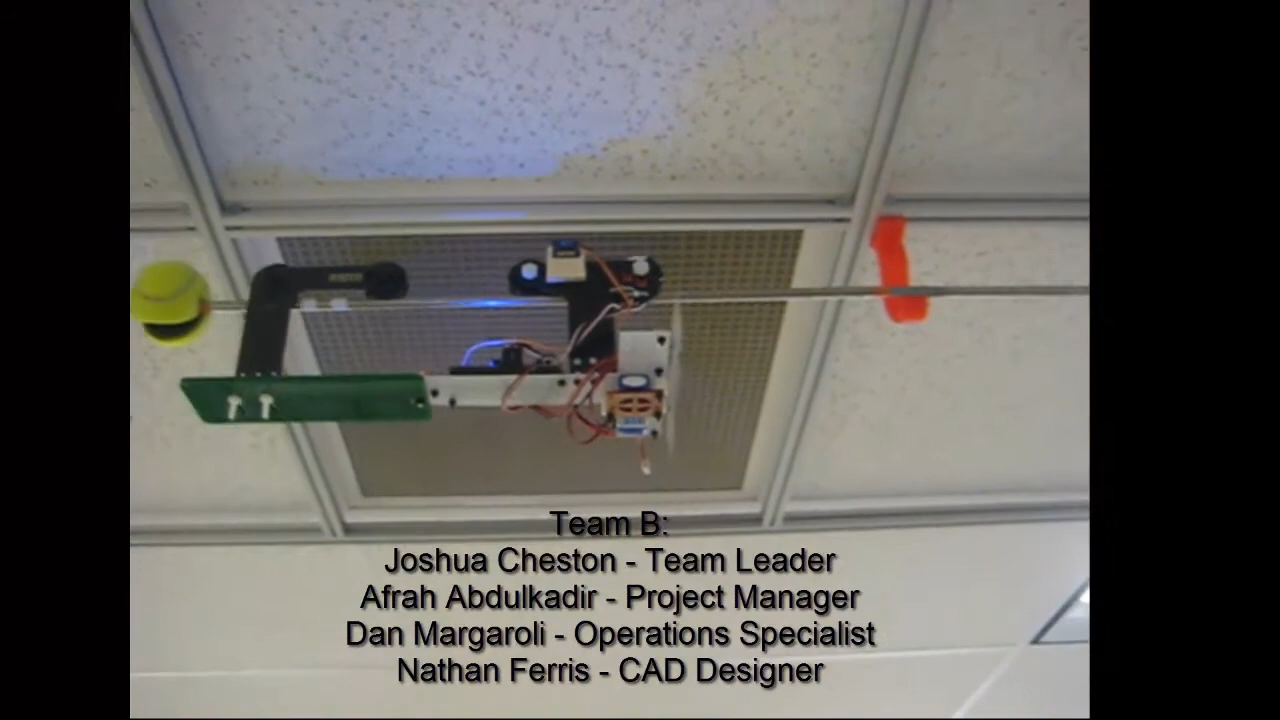 Team B:
Joshua Cheston - Team Leader
Afrah Abdulkadir - Project Manager
Dan Margaroli - Operations Specialist
Nathan Ferris - CAD Designer